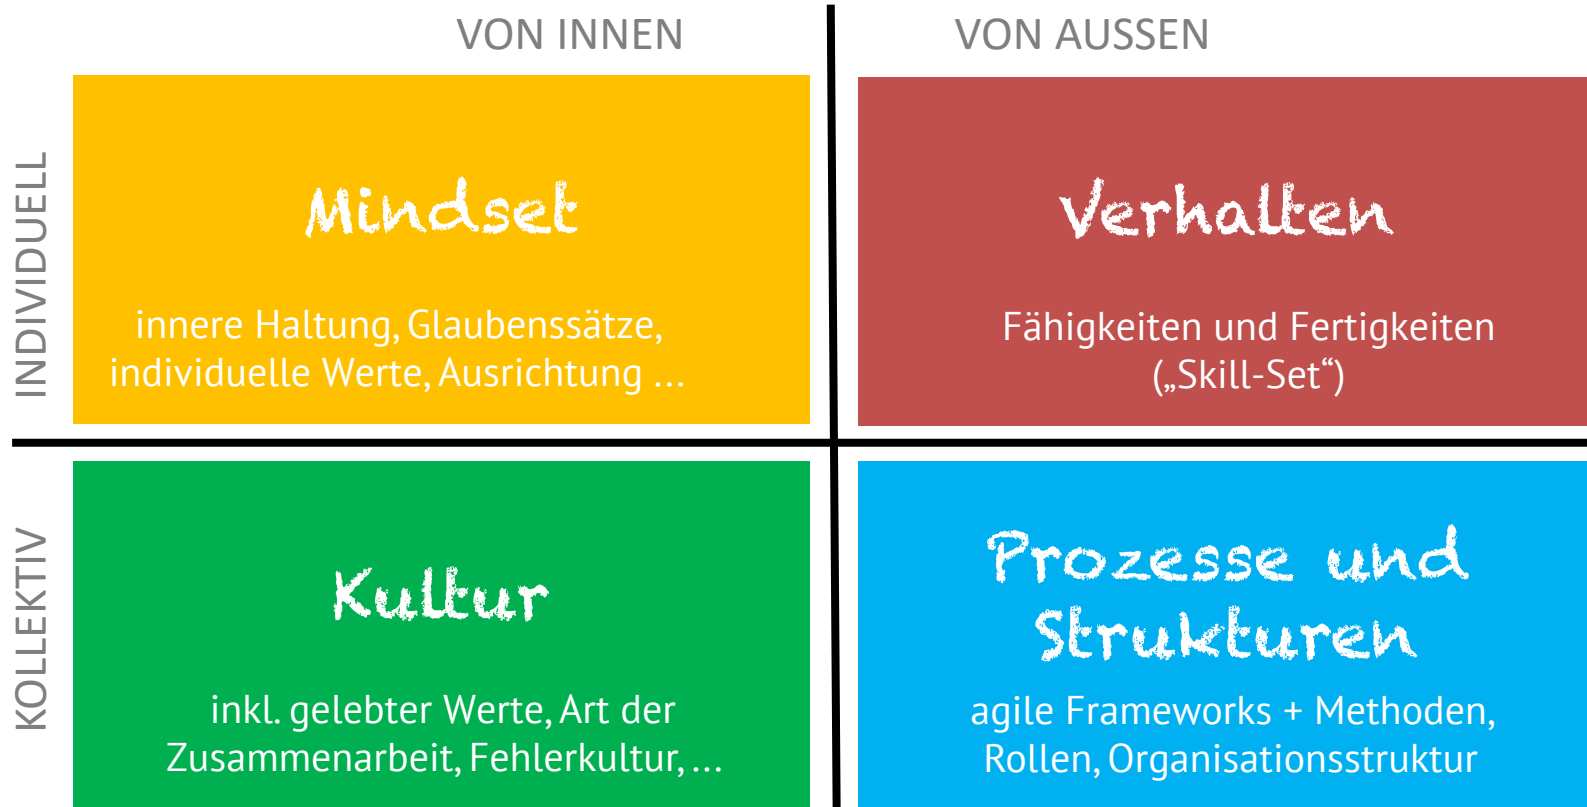 VON INNEN
VON AUSSEN
INDIVIDUELL
Mindset
innere Haltung, Glaubenssätze,
individuelle Werte, Ausrichtung ...
Verhalten
Fähigkeiten und Fertigkeiten
(„Skill-Set“)
KOLLEKTIV
Kultur
inkl. gelebter Werte, Art der
Zusammenarbeit, Fehlerkultur, ...
Prozesse und
Strukturen
agile Frameworks + Methoden,
Rollen, Organisationsstruktur